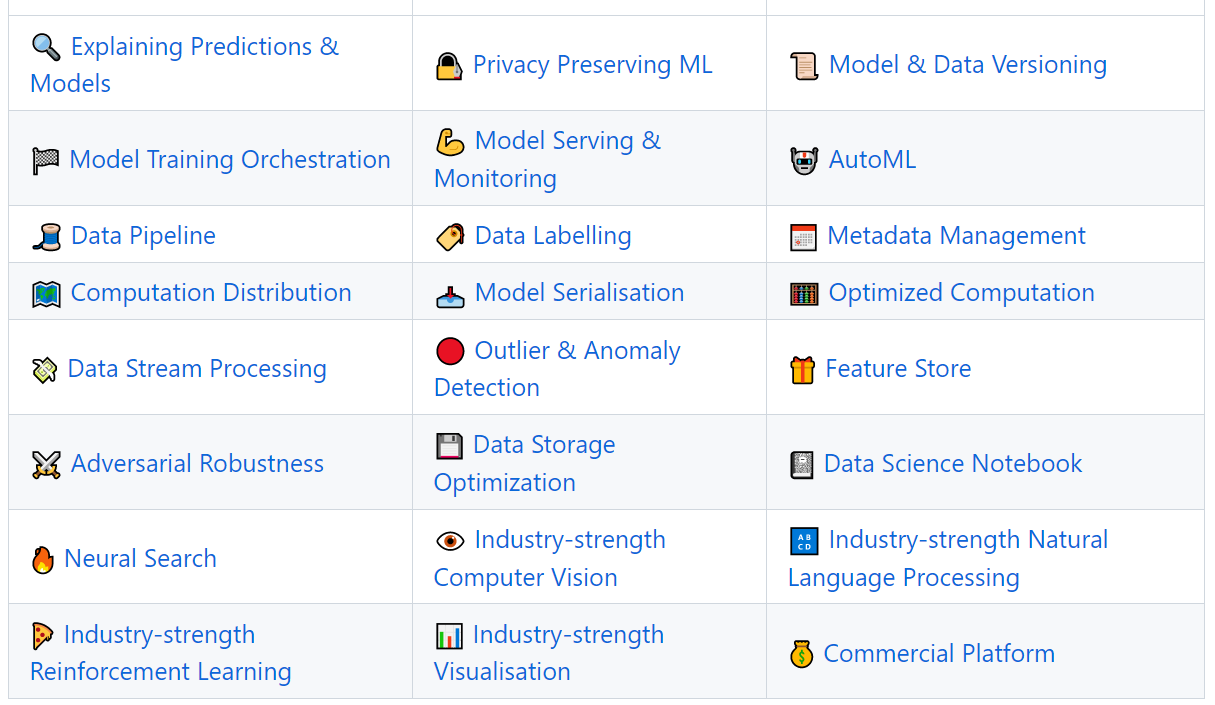 🔍 Explaining Predictions &
Models
🔏 Privacy Preserving ML
📜 Model & Data Versioning
🏁 Model Training Orchestration
💪 Model Serving &
Monitoring
🤖 AutoML
🧵 Data Pipeline
🏷️ Data Labelling
📅 Metadata Management
🗺️ Computation Distribution
📥 Model Serialisation
🧮 Optimized Computation
💸 Data Stream Processing
🔴 Outlier & Anomaly
Detection
🎁 Feature Store
⚔️ Adversarial Robustness
💾 Data Storage
Optimization
📓 Data Science Notebook
🔥 Neural Search
👁️ Industry-strength
Computer Vision
🔠 Industry-strength Natural
Language Processing
🍕 Industry-strength
Reinforcement Learning
📊 Industry-strength
Visualisation
💰 Commercial Platform